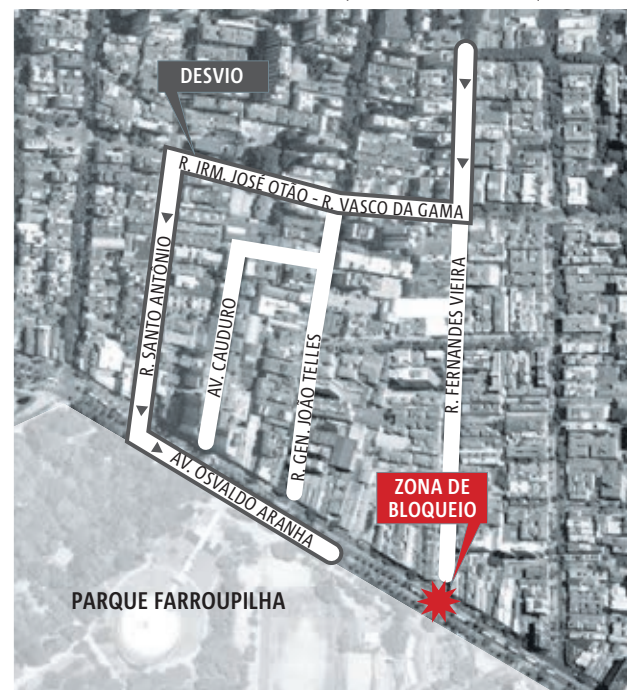 DESVIO
R. IRM. JOSÉ OTÃO - R. VASCO DA GAMA
R. SANTO ANTÔNIO
AV. CAUDURO
R. GEN. JOÃO TELLES
R. FERNANDES VIEIRA
AV. OSVALDO ARANHA
ZONA DE
BLOQUEIO
PARQUE FARROUPILHA